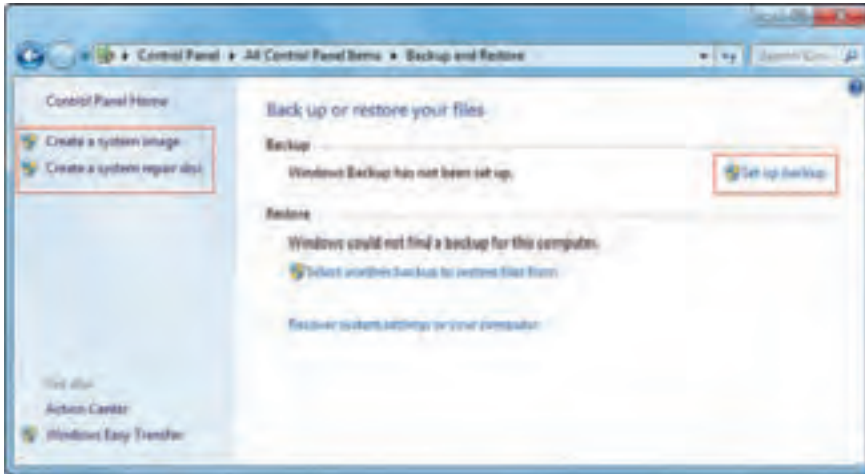 Control Panel ▸ All Control Panel Items ▸ Backup and Restore
Control Panel Home
Create a system image
Create a system repair disc
Back up or restore your files
Backup
Windows Backup has not been set up.
Set up backup
Restore
Windows could not find a backup for this computer.
Select another backup to restore files from
Recover system settings or your computer
See also
Action Center
Windows Easy Transfer